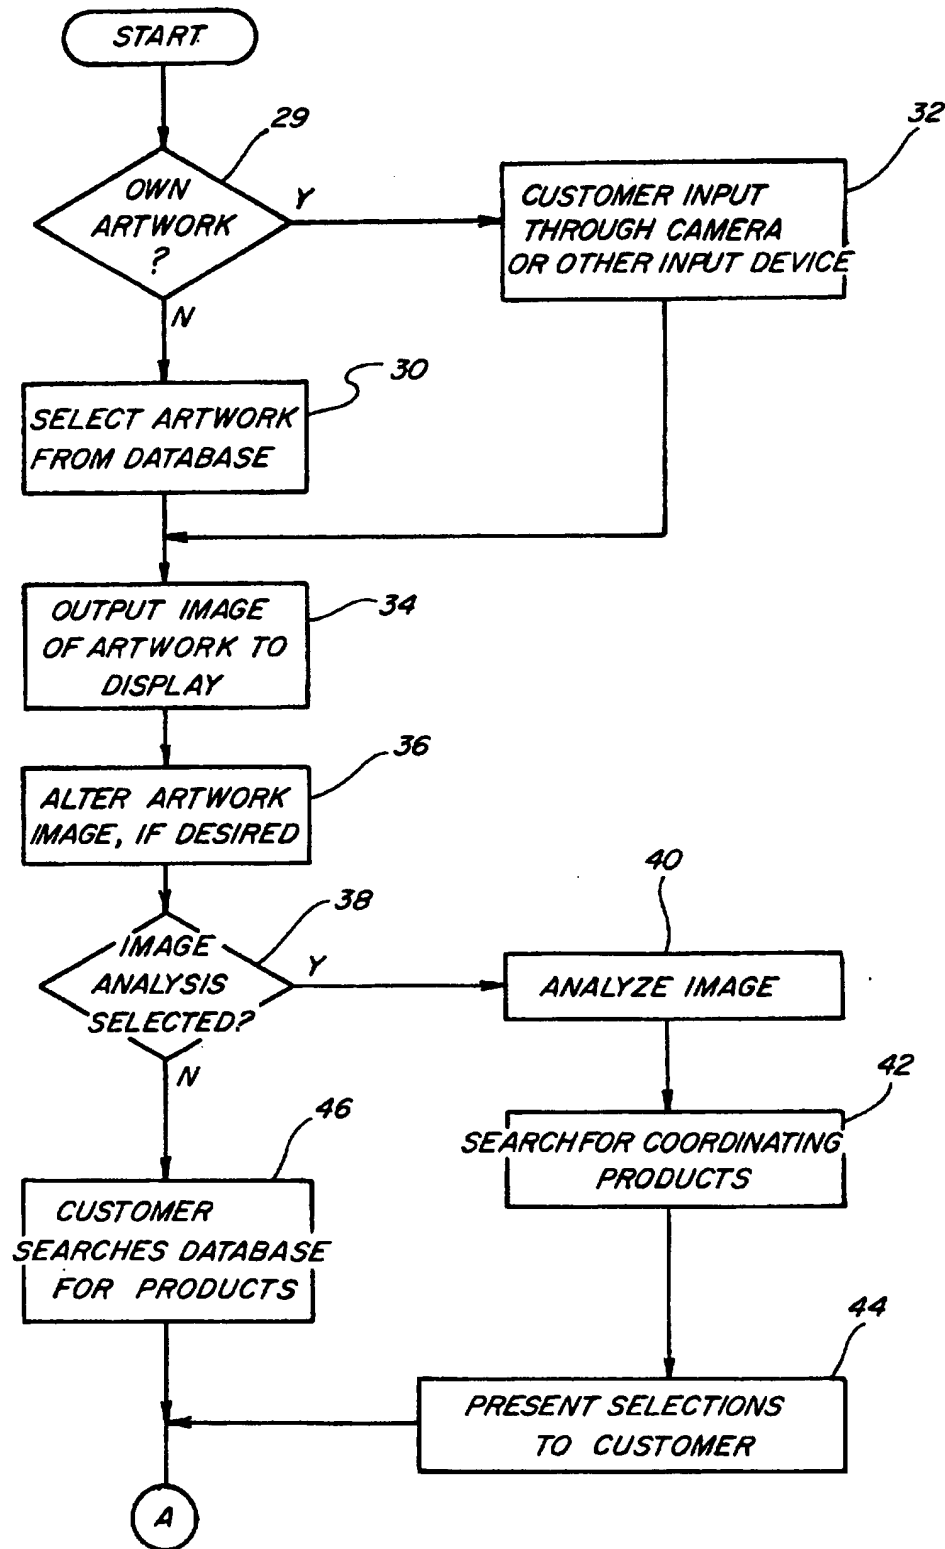 START
29
OWN
ARTWORK
?
Y
32
CUSTOMER INPUT
THROUGH CAMERA
OR OTHER INPUT DEVICE
N
30
SELECT ARTWORK
FROM DATABASE
34
OUTPUT IMAGE
OF ARTWORK TO
DISPLAY
36
ALTER ARTWORK
IMAGE, IF DESIRED
38
IMAGE
ANALYSIS
SELECTED?
Y
40
ANALYZE IMAGE
N
42
SEARCH FOR COORDINATING
PRODUCTS
46
CUSTOMER
SEARCHES DATABASE
FOR PRODUCTS
44
PRESENT SELECTIONS
TO CUSTOMER
A